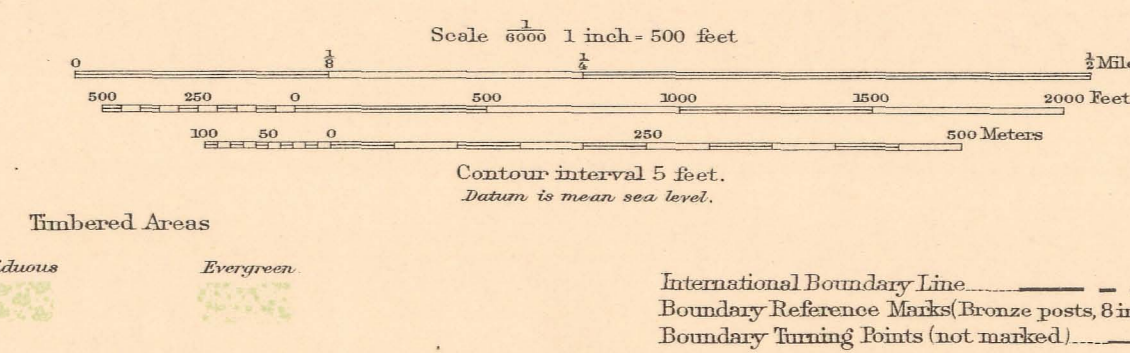 Scale 1/6000 1 inch = 500 feet
0 1/8 1/4 1/2 Mile
500 250 0 500 1000 1500 2000 Feet
100 50 0 250 500 Meters
Contour interval 5 feet.
Datum is mean sea level.
Timbered Areas
iduous Evergreen
International Boundary Line
Boundary Reference Marks (Bronze posts, 8 in
Boundary Turning Points (not marked)